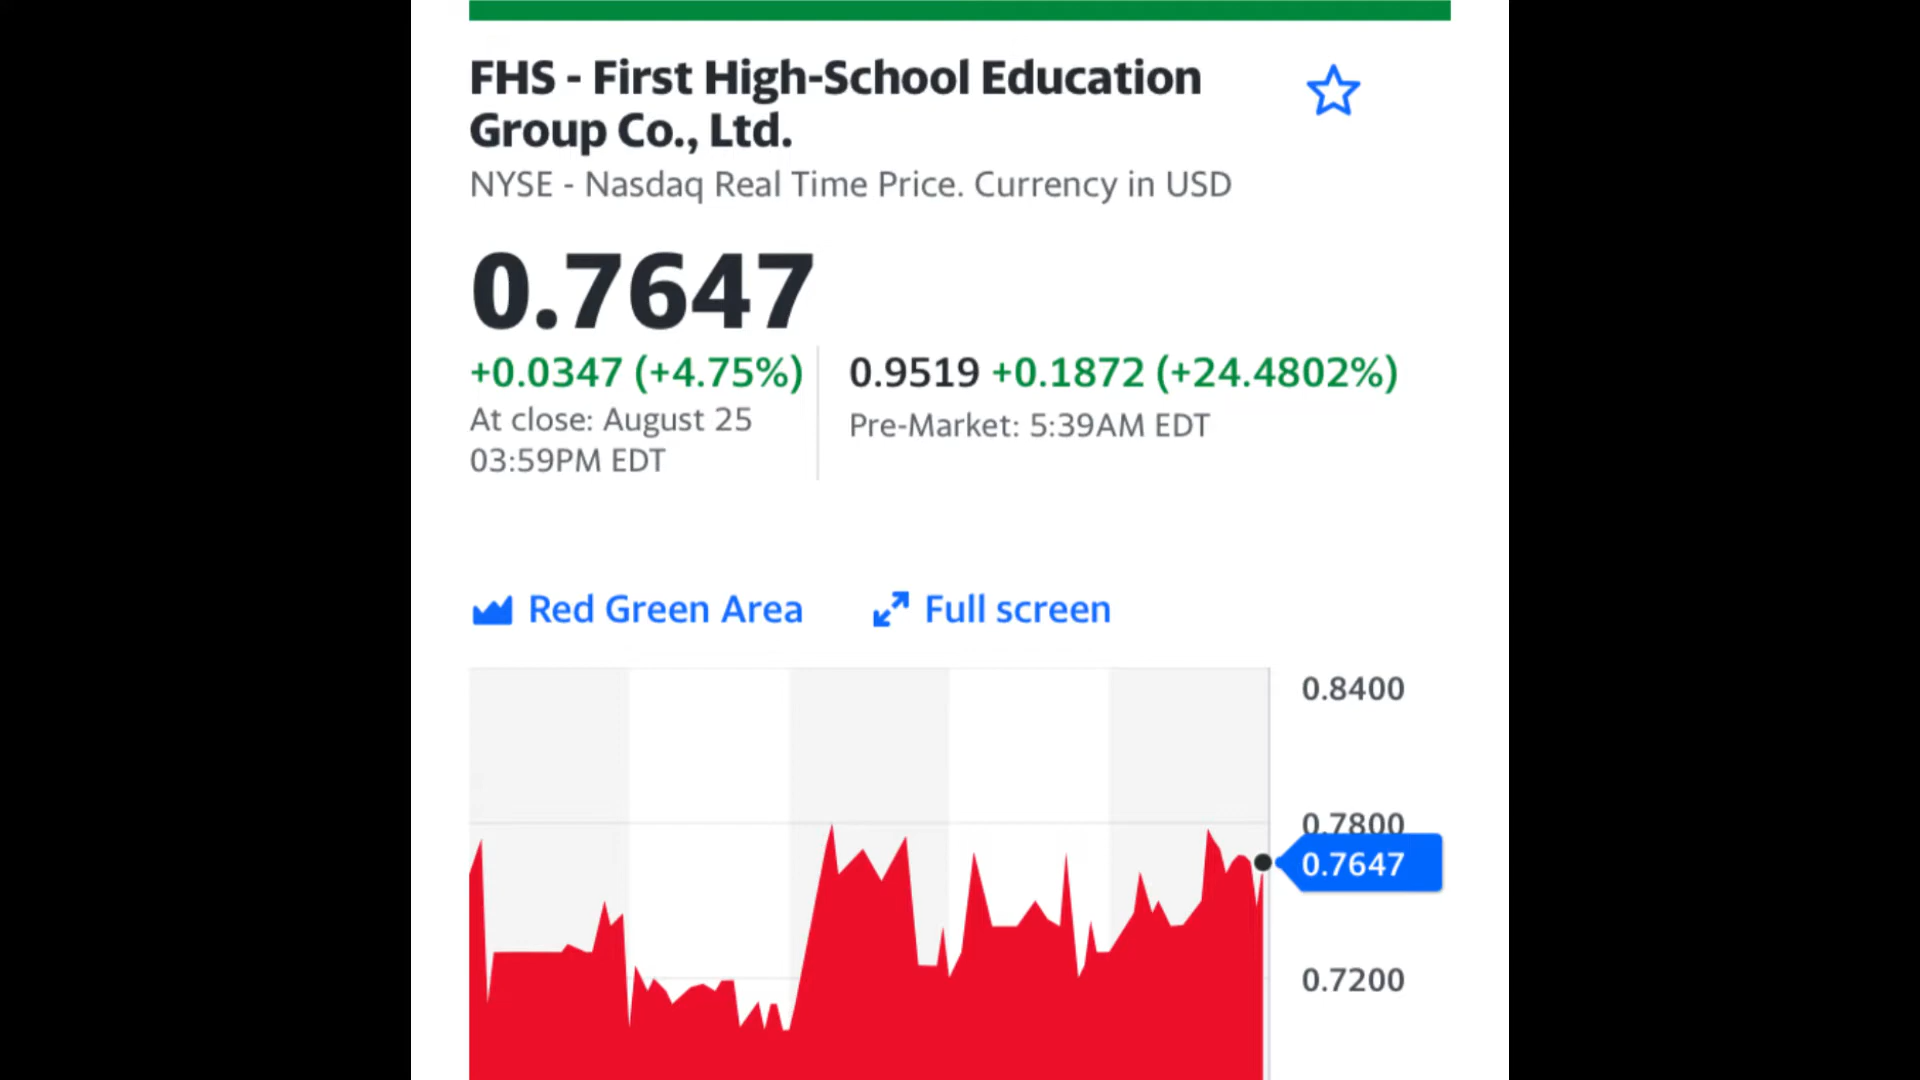 FHS - First High-School Education
Group Co., Ltd.
NYSE - Nasdaq Real Time Price. Currency in USD
0.7647
+0.0347 (+4.75%)
At close: August 25
03:59PM EDT
0.9519 +0.1872 (+24.4802%)
Pre-Market: 5:39AM EDT
Red Green Area
Full screen
0.8400
0.7800
0.7647
0.7200